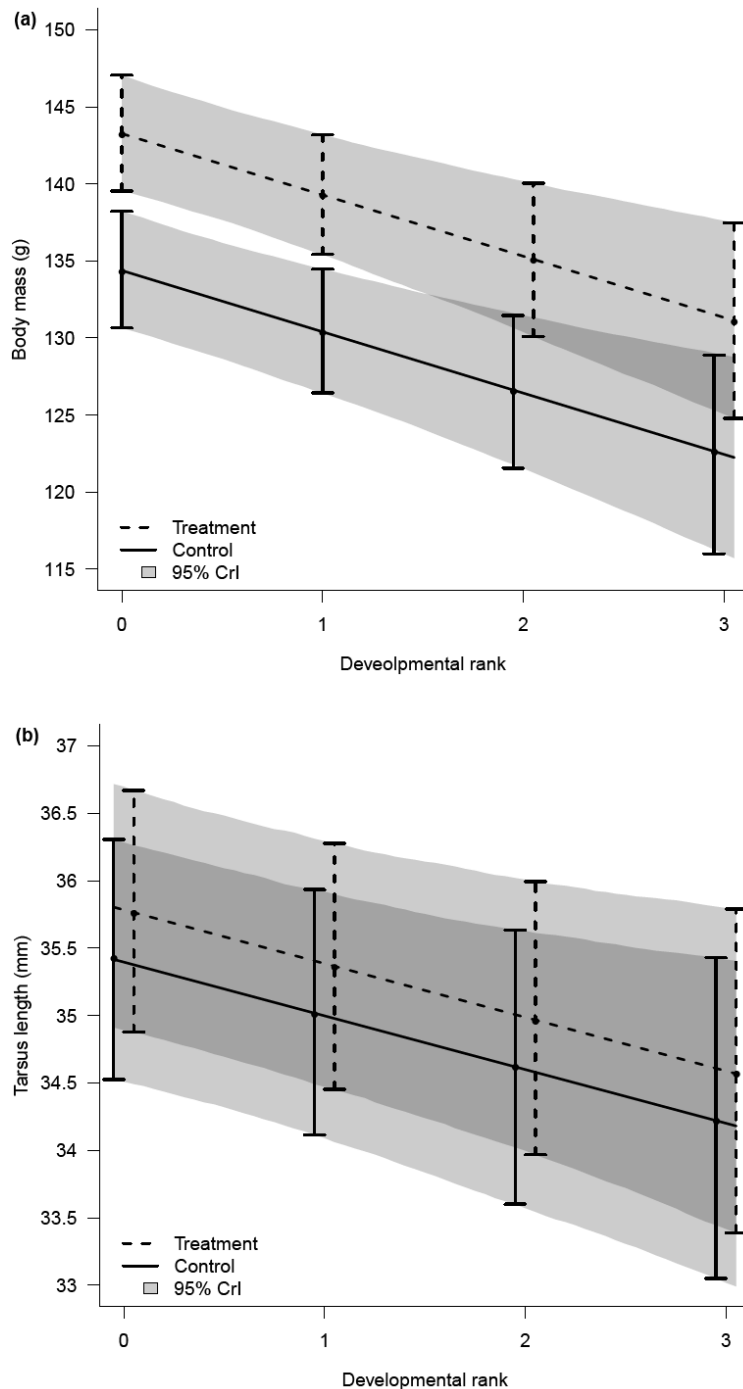 (a)
150
145
140
135
130
125
120
115
Body mass (g)
Treatment
Control
95% CrI
0 1 2 3
Deveolpmental rank
(b)
37
36.5
36
35.5
35
34.5
34
33.5
33
Tarsus length (mm)
Treatment
Control
95% CrI
0 1 2 3
Developmental rank